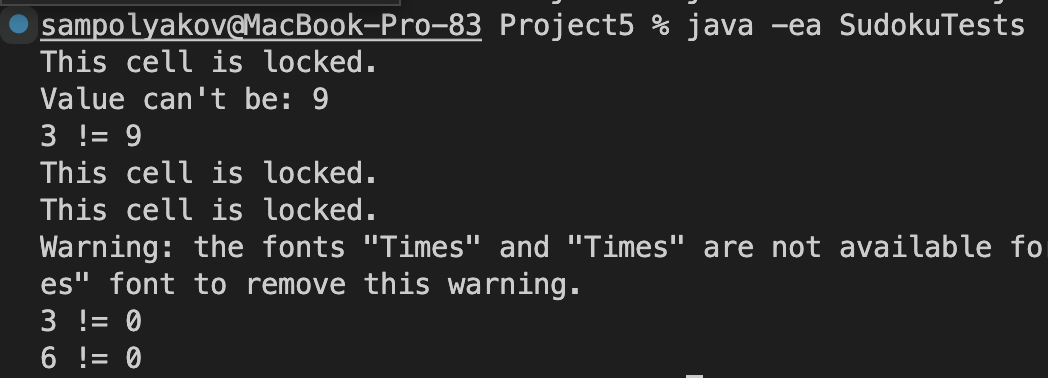 sampolyakov@MacBook-Pro-83 Project5 % java -ea SudokuTests
This cell is locked.
Value can't be: 9
3 != 9
This cell is locked.
This cell is locked.
Warning: the fonts "Times" and "Times" are not available fo
es" font to remove this warning.
3 != 0
6 != 0